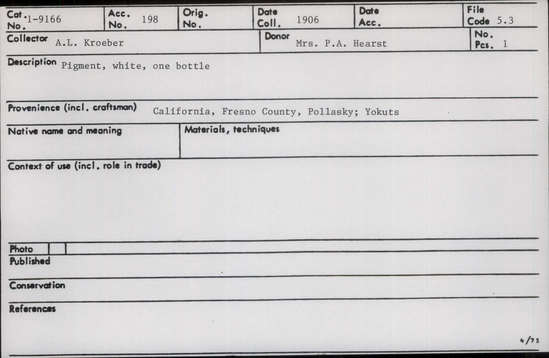 Cat. No. 1-9166 Acc. No. 198 Orig. No. Date Coll. 1906 Date Acc. File Code 5.3
Collector A.L. Kroeber Donor Mrs. P.A. Hearst No. Pcs. 1
Description Pigment, white, one bottle
Provenience (incl. craftsman) California, Fresno County, Pollasky; Yokuts
Native name and meaning Materials, techniques
Context of use (incl. role in trade)
Photo
Published
Conservation
References
4/73